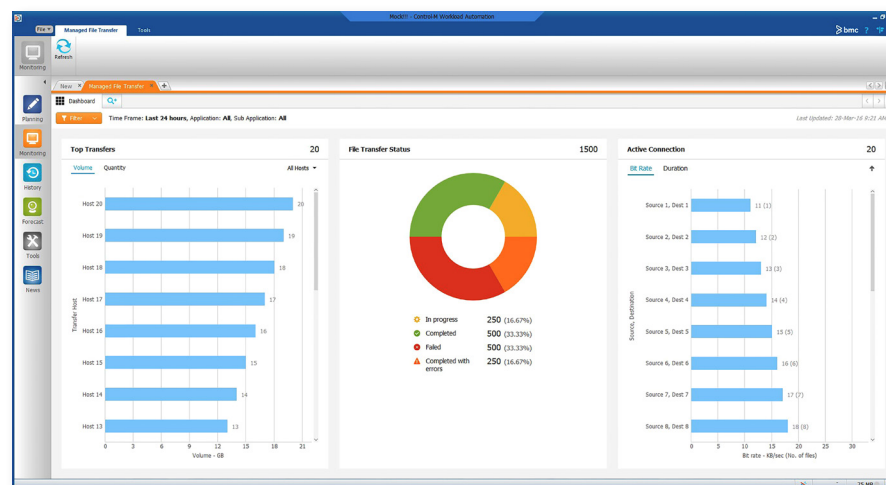 Mockl!! - Control-M Workload Automation
File
Managed File Transfer
Tools
bmc
?
Monitoring
Refresh
New ×
Managed File Transfer ×
Dashboard
Filter
Time Frame: Last 24 hours, Application: All, Sub Application: All
Last Updated: 28-Mar-16 9:21 AM
Planning
Monitoring
History
Forecast
Tools
News
Top Transfers 20
Volume Quantity All Hosts
Transfer Host
Host 20 20
Host 19 19
Host 18 18
Host 17 17
Host 16 16
Host 15 15
Host 14 14
Host 13 13
0 3 6 9 12 15 18 21
Volume - GB
File Transfer Status 1500
In progress 250 (16.67%)
Completed 500 (33.33%)
Failed 500 (33.33%)
Completed with 250 (16.67%)
errors
Active Connection 20
Bit Rate Duration
Source, Destination
Source 1, Dest 1 11 (1)
Source 2, Dest 2 12 (2)
Source 3, Dest 3 13 (3)
Source 4, Dest 4 14 (4)
Source 5, Dest 5 15 (5)
Source 6, Dest 6 16 (6)
Source 7, Dest 7 17 (7)
Source 8, Dest 8 18 (8)
0 5 10 15 20 25 30
Bit rate - KB/sec (No. of files)
75 MB